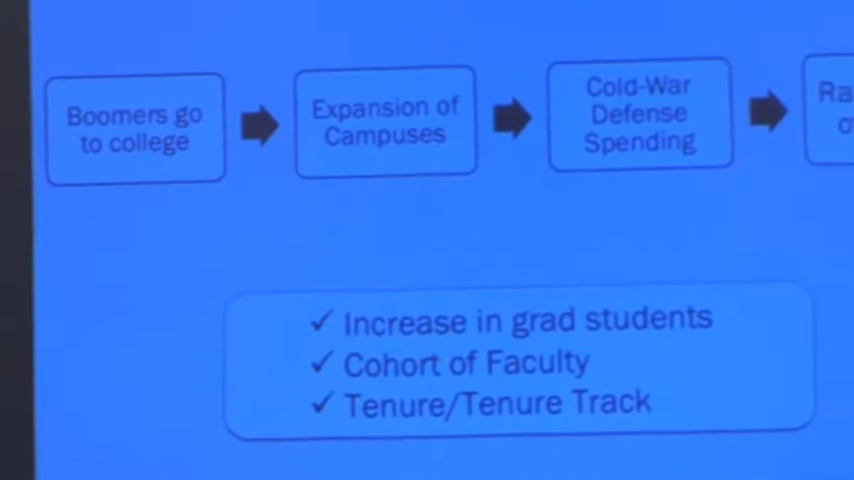 Boomers go
to college
Expansion of
Campuses
Cold-War
Defense
Spending
✓ Increase in grad students
✓ Cohort of Faculty
✓ Tenure/Tenure Track